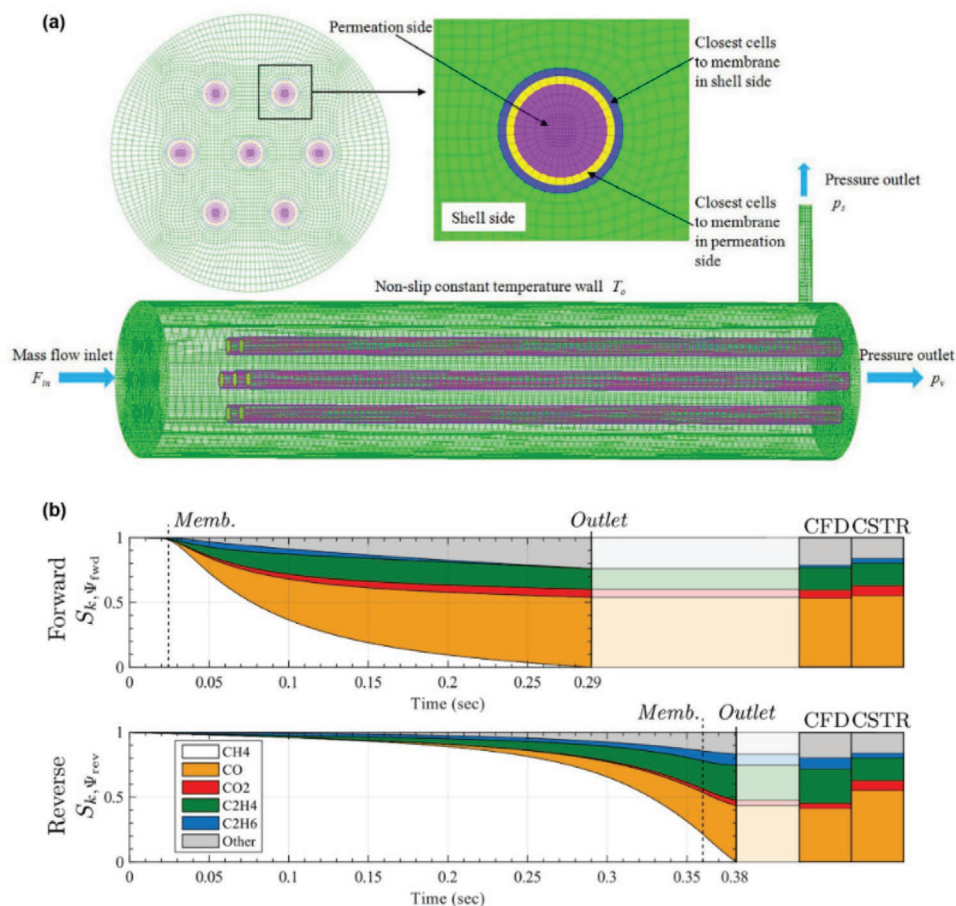 (a)
Permeation side
Closest cells
to membrane
in shell side
Shell side
Closest cells
to membrane
in permeation
side
Pressure outlet
p_s
Non-slip constant temperature wall T_o
Mass flow inlet
F_in
Pressure outlet
p_v
(b)
Memb.
Outlet
CFD CSTR
Forward
S_k,Ψ_fwd
1
0.5
0
0.05 0.1 0.15 0.2 0.25 0.29
Time (sec)
Memb. Outlet
CFD CSTR
Reverse
S_k,Ψ_rev
1
0.5
0
CH4
CO
CO2
C2H4
C2H6
Other
0 0.05 0.1 0.15 0.2 0.25 0.3 0.35 0.38
Time (sec)